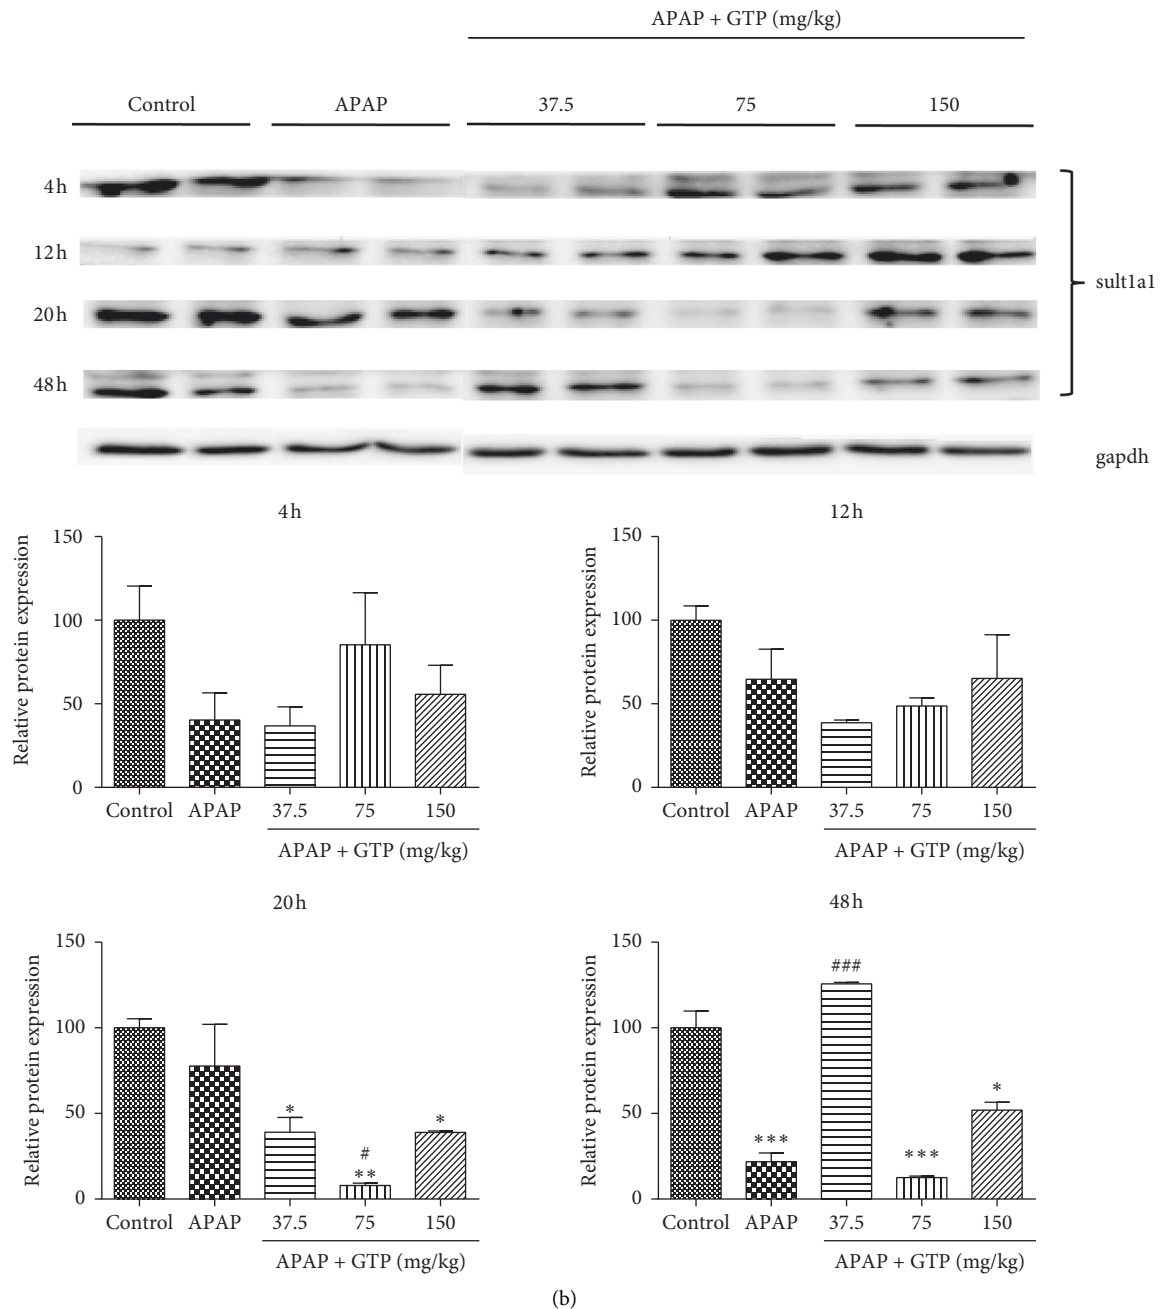 APAP + GTP (mg/kg)
Control APAP 37.5 75 150
4h
12h
20h
48h
sult1a1
gapdh
4h
Relative protein expression
150
100
50
0
Control APAP 37.5 75 150
APAP + GTP (mg/kg)
12h
Relative protein expression
150
100
50
0
Control APAP 37.5 75 150
APAP + GTP (mg/kg)
20h
Relative protein expression
150
100
50
0
*
#
**
*
Control APAP 37.5 75 150
APAP + GTP (mg/kg)
48h
Relative protein expression
150
100
50
0
***
###
***
*
Control APAP 37.5 75 150
APAP + GTP (mg/kg)
(b)